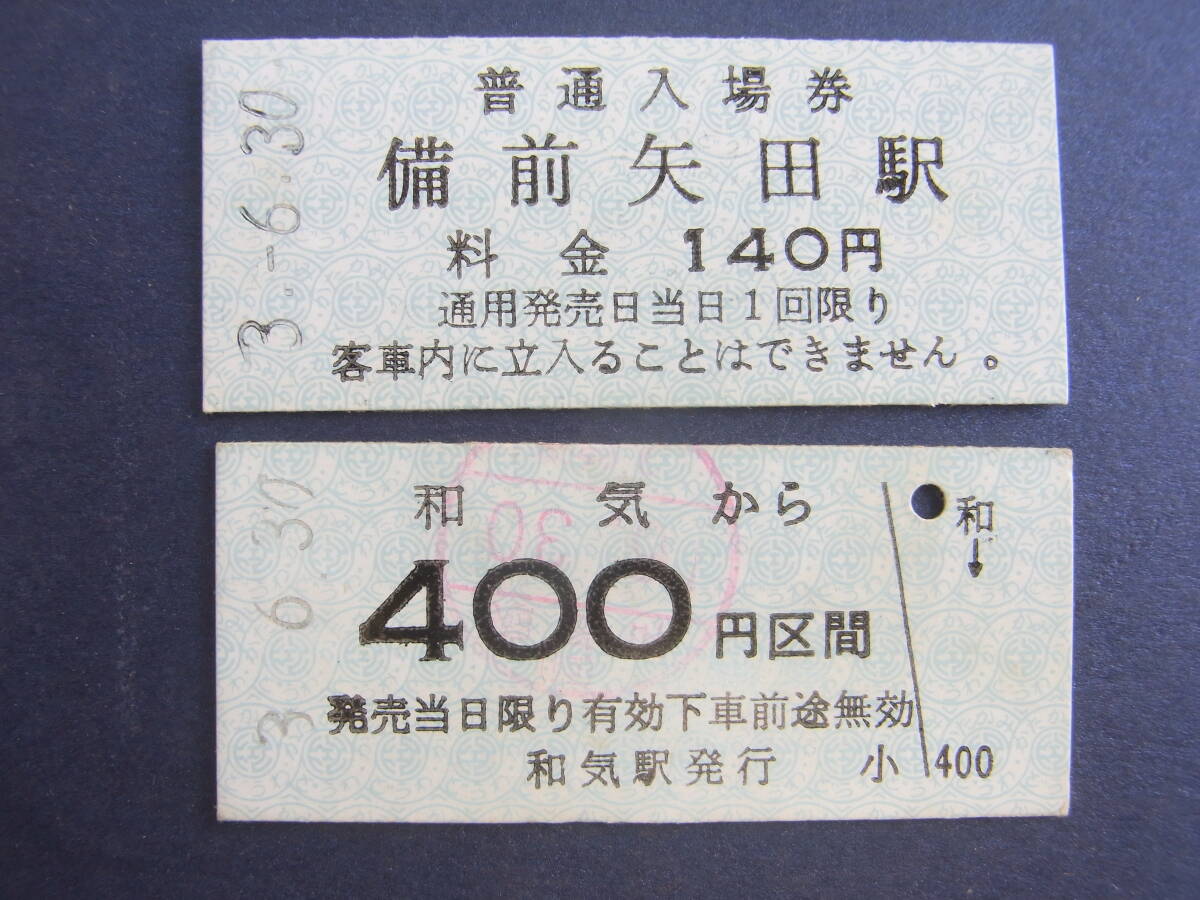 3.-6.30
普通入場券
備前矢田駅
料金 140円
通用発売日当日1回限り
客車内に立入ることはできません。
3 6 30
和気から
400円区間
発売当日限り有効下車前途無効
和気駅発行
小 400
和
↓
30